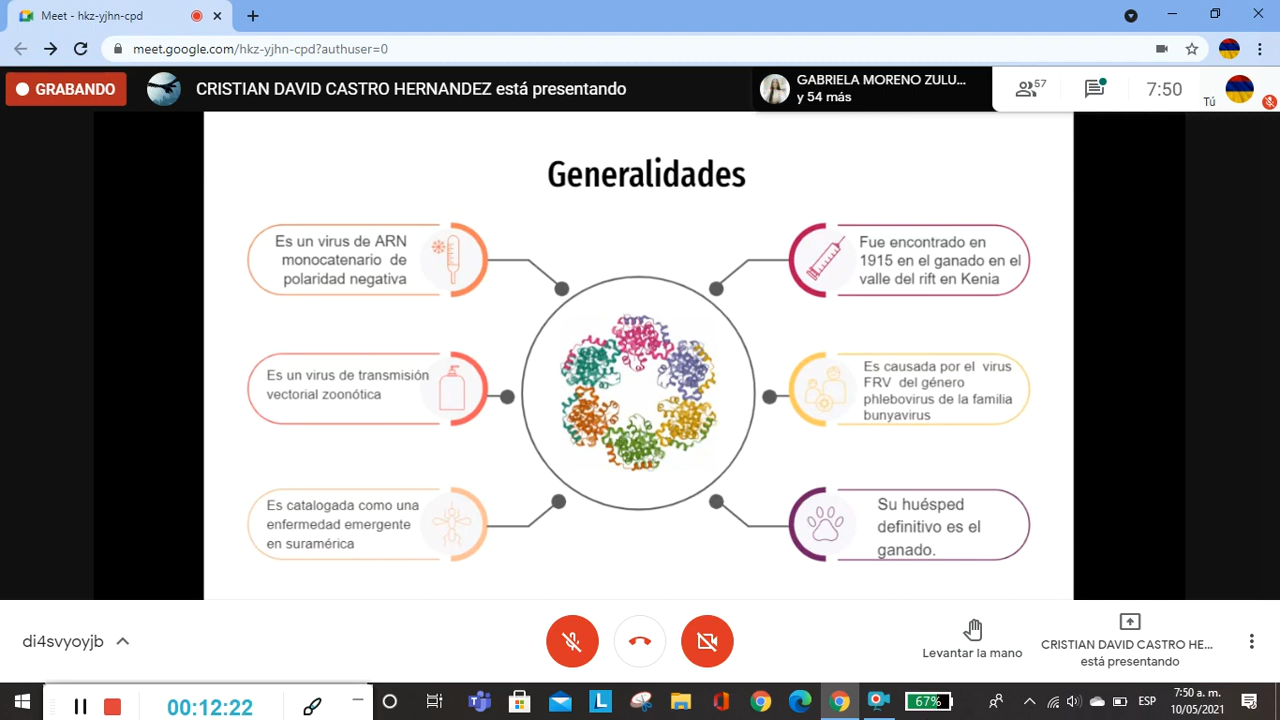 Meet - hkz-yjhn-cpd
meet.google.com/hkz-yjhn-cpd?authuser=0
GRABANDO
CRISTIAN DAVID CASTRO HERNANDEZ está presentando
GABRIELA MORENO ZULU...
y 54 más
57
7:50
Tú
Generalidades
Es un virus de ARN
monocatenario de
polaridad negativa
Fue encontrado en
1915 en el ganado en el
valle del rift en Kenia
Es un virus de transmisión
vectorial zoonótica
Es causada por el virus
FRV del género
phlebovirus de la familia
bunyavirus
Es catalogada como una
enfermedad emergente
en suramérica
Su huésped
definitivo es el
ganado.
di4svyoyjb
Levantar la mano
CRISTIAN DAVID CASTRO HE...
está presentando
00:12:22
L
67%
ESP
7:50 a. m.
10/05/2021